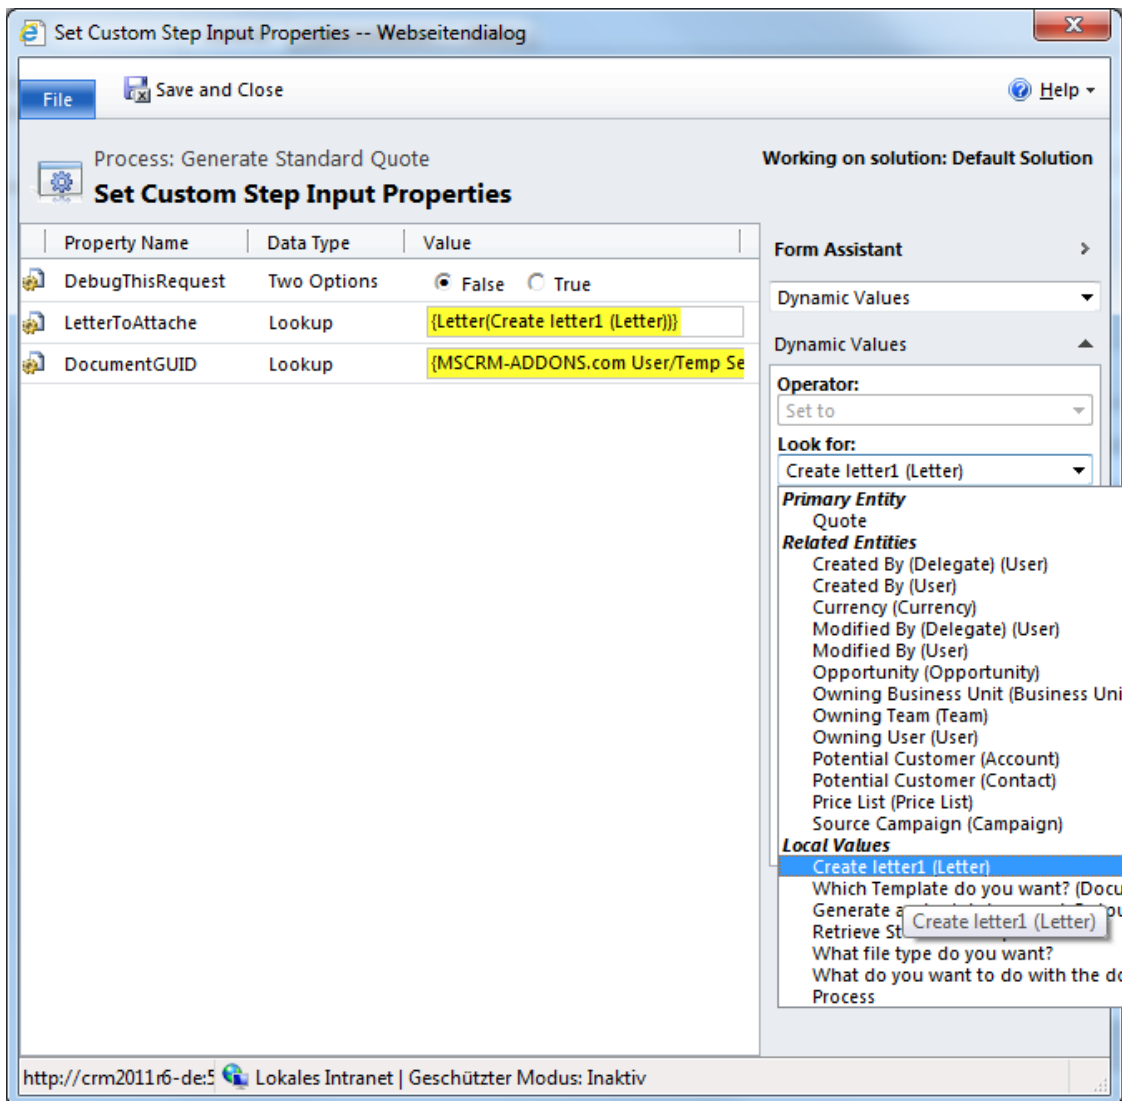 Set Custom Step Input Properties -- Webseitendialog
File
Save and Close
Help
Process: Generate Standard Quote
Set Custom Step Input Properties
Working on solution: Default Solution
Property Name Data Type Value
DebugThisRequest Two Options False True
LetterToAttache Lookup {Letter(Create letter1 (Letter))}
DocumentGUID Lookup {MSCRM-ADDONS.com User/Temp Se
Form Assistant
Dynamic Values
Dynamic Values
Operator:
Set to
Look for:
Create letter1 (Letter)
Primary Entity
Quote
Related Entities
Created By (Delegate) (User)
Created By (User)
Currency (Currency)
Modified By (Delegate) (User)
Modified By (User)
Opportunity (Opportunity)
Owning Business Unit (Business Uni
Owning Team (Team)
Owning User (User)
Potential Customer (Account)
Potential Customer (Contact)
Price List (Price List)
Source Campaign (Campaign)
Local Values
Create letter1 (Letter)
Which Template do you want? (Docu
Generate a
Create letter1 (Letter)
Retrieve St
What file type do you want?
What do you want to do with the do
Process
http://crm2011r6-de:5 Lokales Intranet | Geschützter Modus: Inaktiv